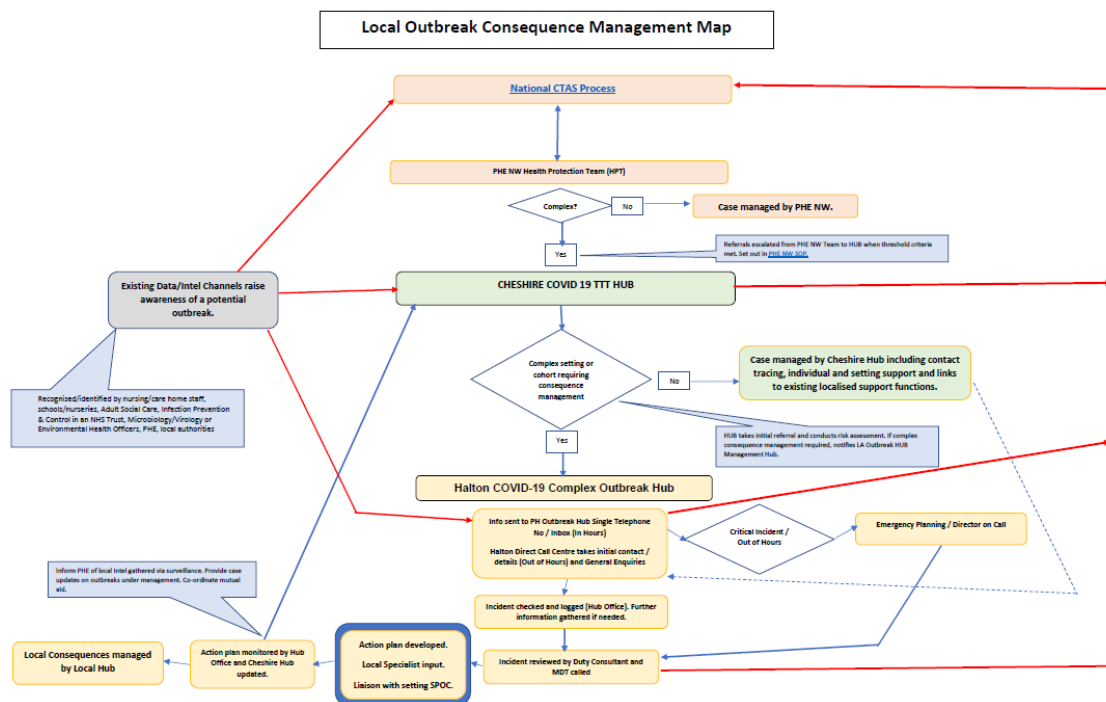 Local Outbreak Consequence Management Map
National CTAS Process
PHE NW Health Protection Team (HPT)
Complex?
No
Case managed by PHE NW.
Yes
Referrals escalated from PHE NW Team to HUB when threshold criteria
met. Set out in PHE NW SOP.
Existing Data/Intel Channels raise
awareness of a potential
outbreak.
CHESHIRE COVID 19 TTT HUB
Recognised/identified by nursing/care home staff,
schools/nurseries, Adult Social Care, Infection Prevention
& Control in an NHS Trust, Microbiology/Virology or
Environmental Health Officers, PHE, local authorities
Complex setting or
cohort requiring
consequence
management
No
Case managed by Cheshire Hub including contact
tracing, individual and setting support and links
to existing localised support functions.
Yes
HUB takes initial referral and conducts risk assessment. If complex
consequence management required, notifies LA Outbreak HUB
Management Hub.
Halton COVID-19 Complex Outbreak Hub
Info sent to PH Outbreak Hub Single Telephone
No / Inbox (In Hours)
Halton Direct Call Centre takes initial contact /
details (Out of Hours) and General Enquiries
Critical Incident /
Out of Hours
Emergency Planning / Director on Call
Inform PHE of local Intel gathered via surveillance. Provide case
updates on outbreaks under management. Co-ordinate mutual
aid.
Incident checked and logged (Hub Office). Further
information gathered if needed.
Local Consequences managed
by Local Hub
Action plan monitored by Hub
Office and Cheshire Hub
updated.
Action plan developed.
Local Specialist input.
Liaison with setting SPOC.
Incident reviewed by Duty Consultant and
MDT called